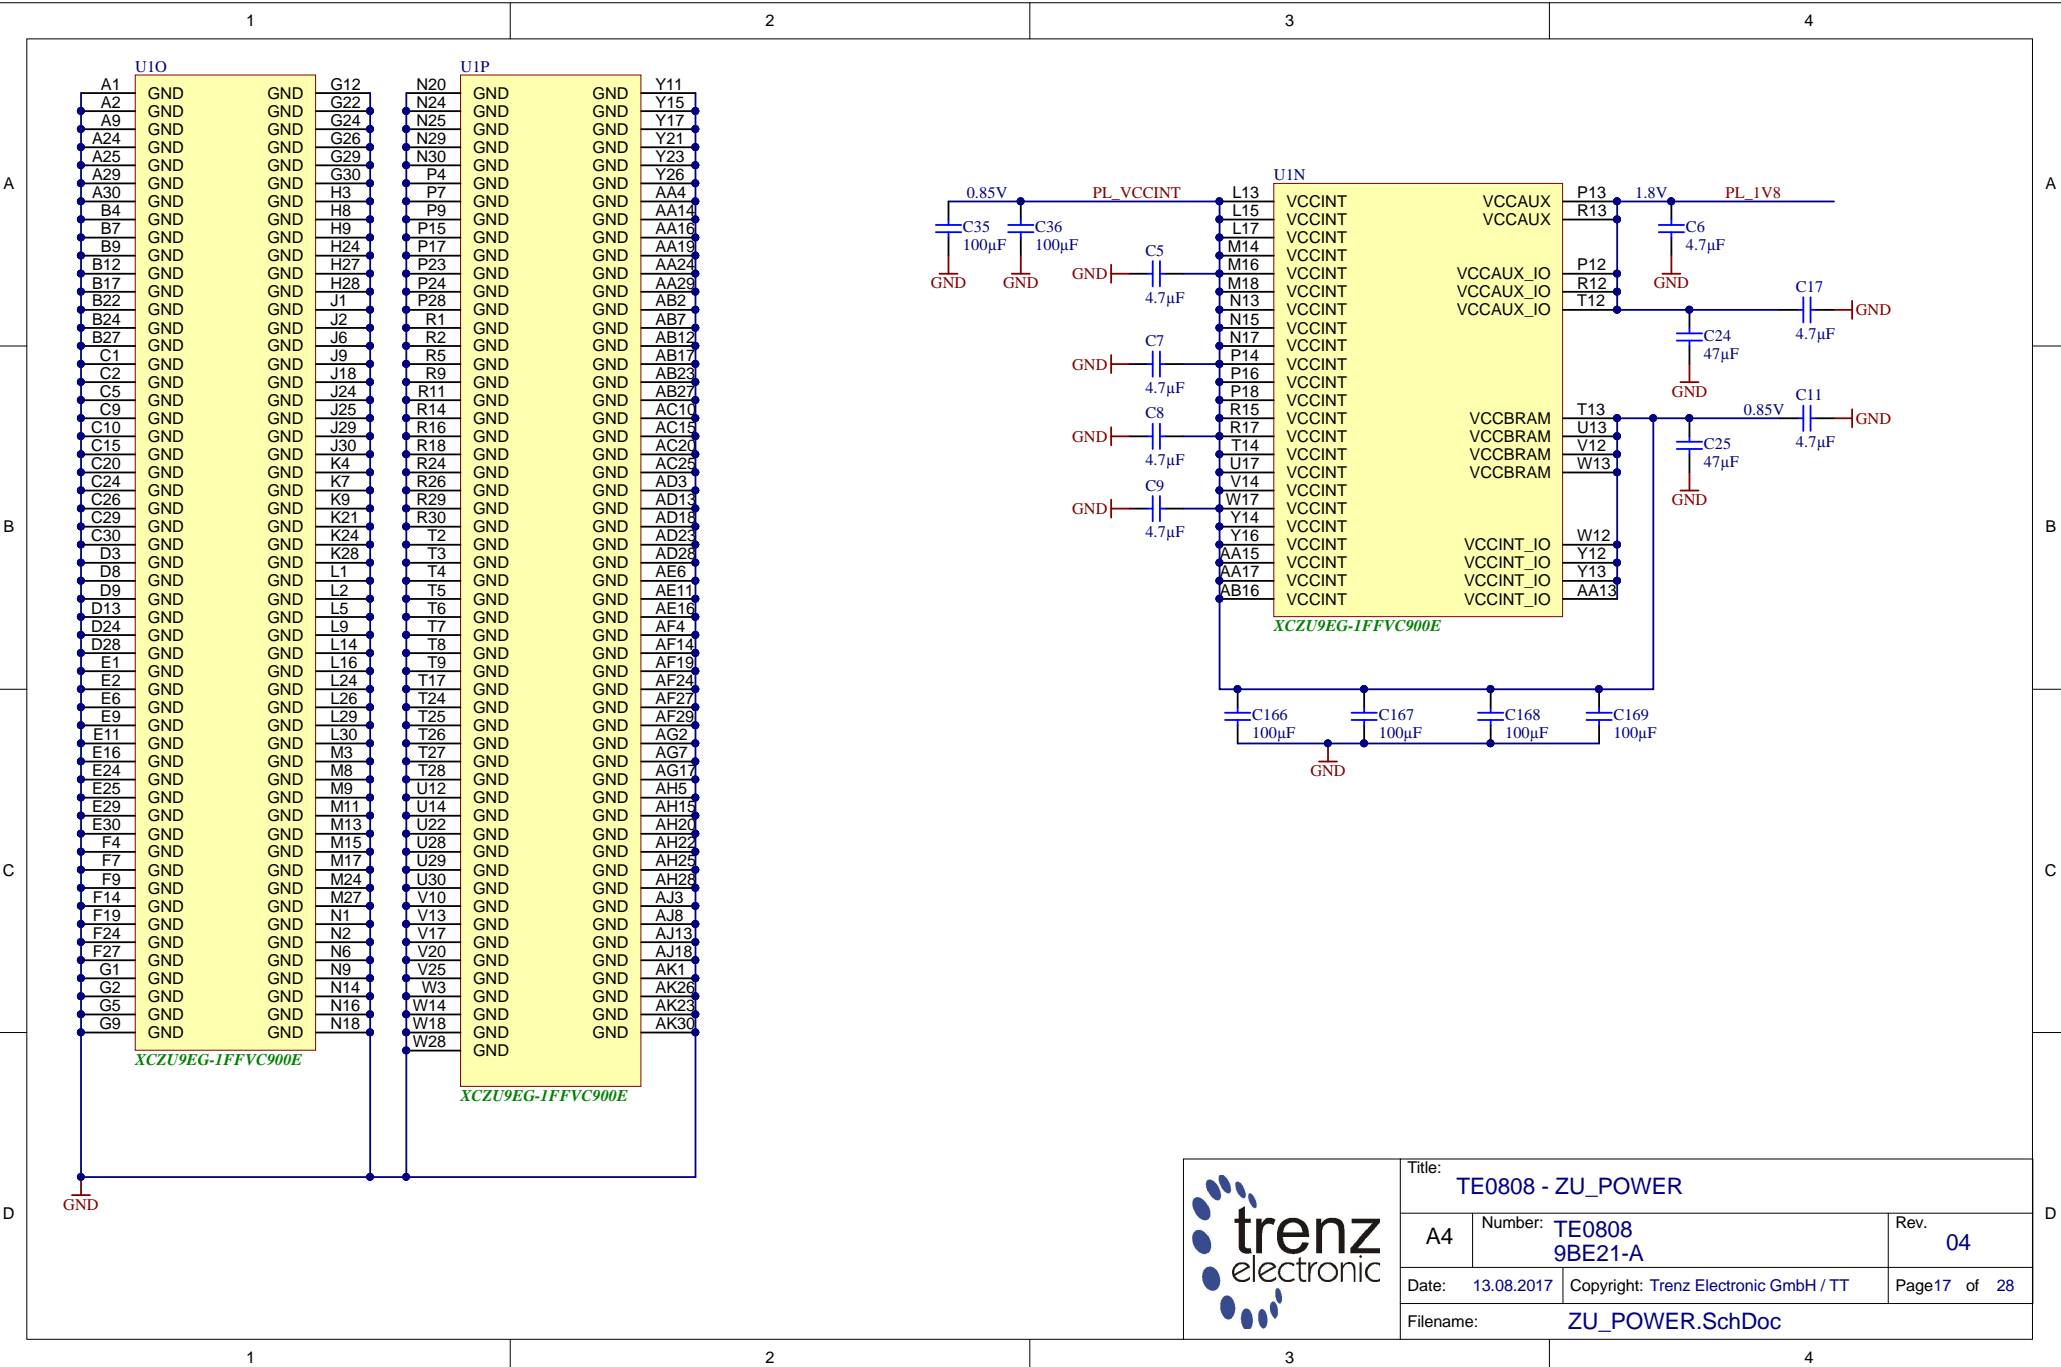 1 2 3 4
A B C D
U1O
A1 GND GND G12
A2 GND GND G22
A9 GND GND G24
A24 GND GND G26
A25 GND GND G29
A29 GND GND G30
A30 GND GND H3
B4 GND GND H8
B7 GND GND H9
B9 GND GND H24
B12 GND GND H27
B17 GND GND H28
B22 GND GND J1
B24 GND GND J2
B27 GND GND J6
C1 GND GND J9
C2 GND GND J18
C5 GND GND J24
C9 GND GND J25
C10 GND GND J29
C15 GND GND J30
C20 GND GND K4
C24 GND GND K7
C26 GND GND K9
C29 GND GND K21
C30 GND GND K24
D3 GND GND K28
D8 GND GND L1
D9 GND GND L2
D13 GND GND L5
D24 GND GND L9
D28 GND GND L14
E1 GND GND L16
E2 GND GND L24
E6 GND GND L26
E9 GND GND L29
E11 GND GND L30
E16 GND GND M3
E24 GND GND M8
E25 GND GND M9
E29 GND GND M11
E30 GND GND M13
F4 GND GND M15
F7 GND GND M17
F9 GND GND M24
F14 GND GND M27
F19 GND GND N1
F24 GND GND N2
F27 GND GND N6
G1 GND GND N9
G2 GND GND N14
G5 GND GND N16
G9 GND GND N18
XCZU9EG-1FFVC900E
GND
U1P
N20 GND GND Y11
N24 GND GND Y15
N25 GND GND Y17
N29 GND GND Y21
N30 GND GND Y23
P4 GND GND Y26
P7 GND GND AA4
P9 GND GND AA14
P15 GND GND AA16
P17 GND GND AA19
P23 GND GND AA24
P24 GND GND AA29
P28 GND GND AB2
R1 GND GND AB7
R2 GND GND AB12
R5 GND GND AB17
R9 GND GND AB23
R11 GND GND AB27
R14 GND GND AC10
R16 GND GND AC15
R18 GND GND AC20
R24 GND GND AC25
R26 GND GND AD3
R29 GND GND AD13
R30 GND GND AD18
T2 GND GND AD23
T3 GND GND AD28
T4 GND GND AE6
T5 GND GND AE11
T6 GND GND AE16
T7 GND GND AF4
T8 GND GND AF14
T9 GND GND AF19
T17 GND GND AF24
T24 GND GND AF27
T25 GND GND AF29
T26 GND GND AG2
T27 GND GND AG7
T28 GND GND AG17
U12 GND GND AH5
U14 GND GND AH15
U22 GND GND AH20
U28 GND GND AH22
U29 GND GND AH25
U30 GND GND AH28
V10 GND GND AJ3
V13 GND GND AJ8
V17 GND GND AJ13
V20 GND GND AJ18
V25 GND GND AK1
W3 GND GND AK26
W14 GND GND AK23
W18 GND GND AK30
W28 GND
XCZU9EG-1FFVC900E
0.85V PL_VCCINT
C35
100µF
GND
C36
100µF
GND
GND C5
4.7µF
GND C7
4.7µF
GND C8
4.7µF
GND C9
4.7µF
U1N
L13 VCCINT
L15 VCCINT
L17 VCCINT
M14 VCCINT
M16 VCCINT
M18 VCCINT
N13 VCCINT
N15 VCCINT
N17 VCCINT
P14 VCCINT
P16 VCCINT
P18 VCCINT
R15 VCCINT
R17 VCCINT
T14 VCCINT
U17 VCCINT
V14 VCCINT
W17 VCCINT
Y14 VCCINT
Y16 VCCINT
AA15 VCCINT
AA17 VCCINT
AB16 VCCINT
VCCAUX P13
VCCAUX R13
VCCAUX_IO P12
VCCAUX_IO R12
VCCAUX_IO T12
VCCBRAM T13
VCCBRAM U13
VCCBRAM V12
VCCBRAM W13
VCCINT_IO W12
VCCINT_IO Y12
VCCINT_IO Y13
VCCINT_IO AA13
XCZU9EG-1FFVC900E
1.8V PL_1V8
C6
4.7µF
GND
C17
4.7µF
GND
C24
47µF
GND
0.85V
C11
4.7µF
GND
C25
47µF
GND
C166
100µF
C167
100µF
C168
100µF
C169
100µF
GND
trenz
electronic
Title:
TE0808 - ZU_POWER
A4
Number: TE0808
9BE21-A
Rev.
04
Date: 13.08.2017
Copyright: Trenz Electronic GmbH / TT
Page17 of 28
Filename: ZU_POWER.SchDoc
A B C D
1 2 3 4